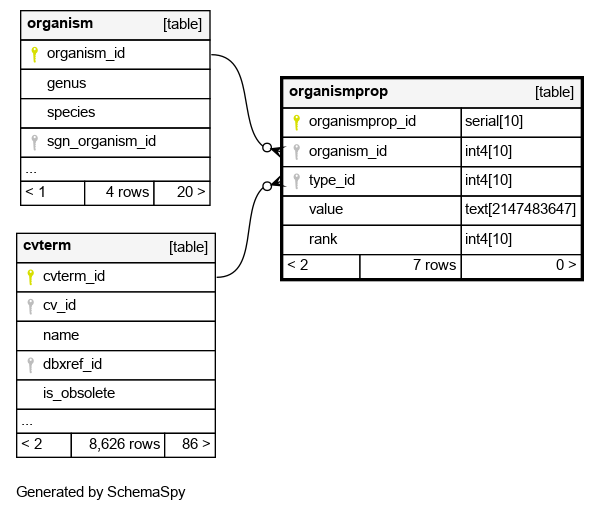 organism [table]
organism_id
genus
species
sgn_organism_id
...
< 1 4 rows 20 >
organismprop [table]
organismprop_id serial[10]
organism_id int4[10]
type_id int4[10]
value text[2147483647]
rank int4[10]
< 2 7 rows 0 >
cvterm [table]
cvterm_id
cv_id
name
dbxref_id
is_obsolete
...
< 2 8,626 rows 86 >
Generated by SchemaSpy